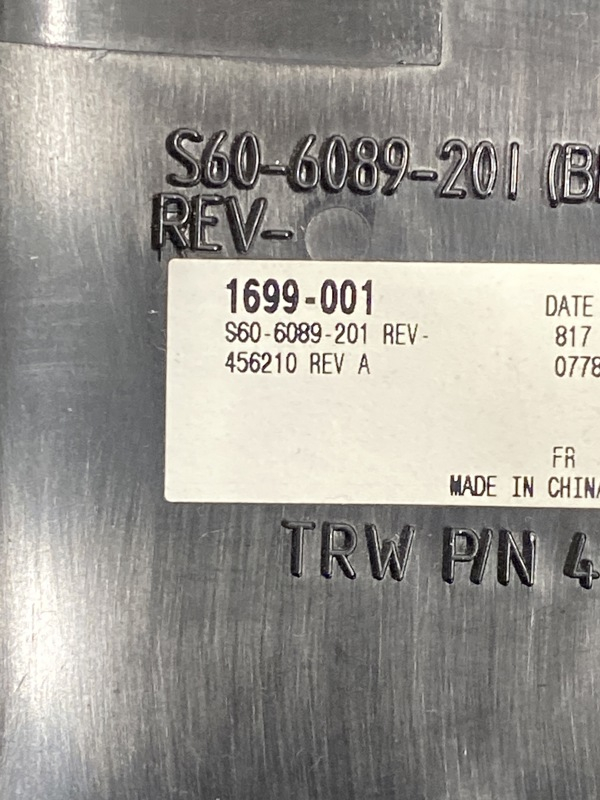 S60-6089-201
REV-
1699-001
DATE
S60-6089-201 REV-
817
456210 REV A
0778
FR
MADE IN CHINA
TRW P/N 4